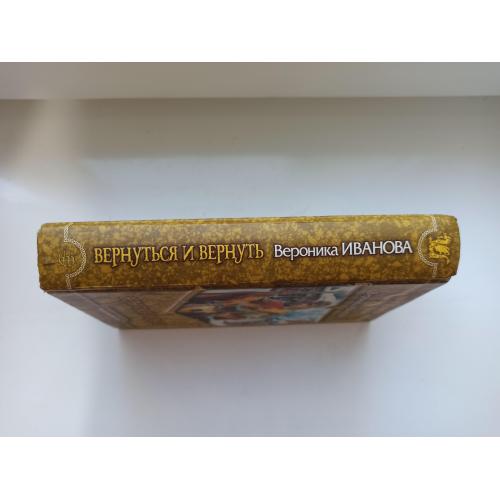 ВЕРНУТЬСЯ И ВЕРНУТЬ Вероника ИВАНОВА